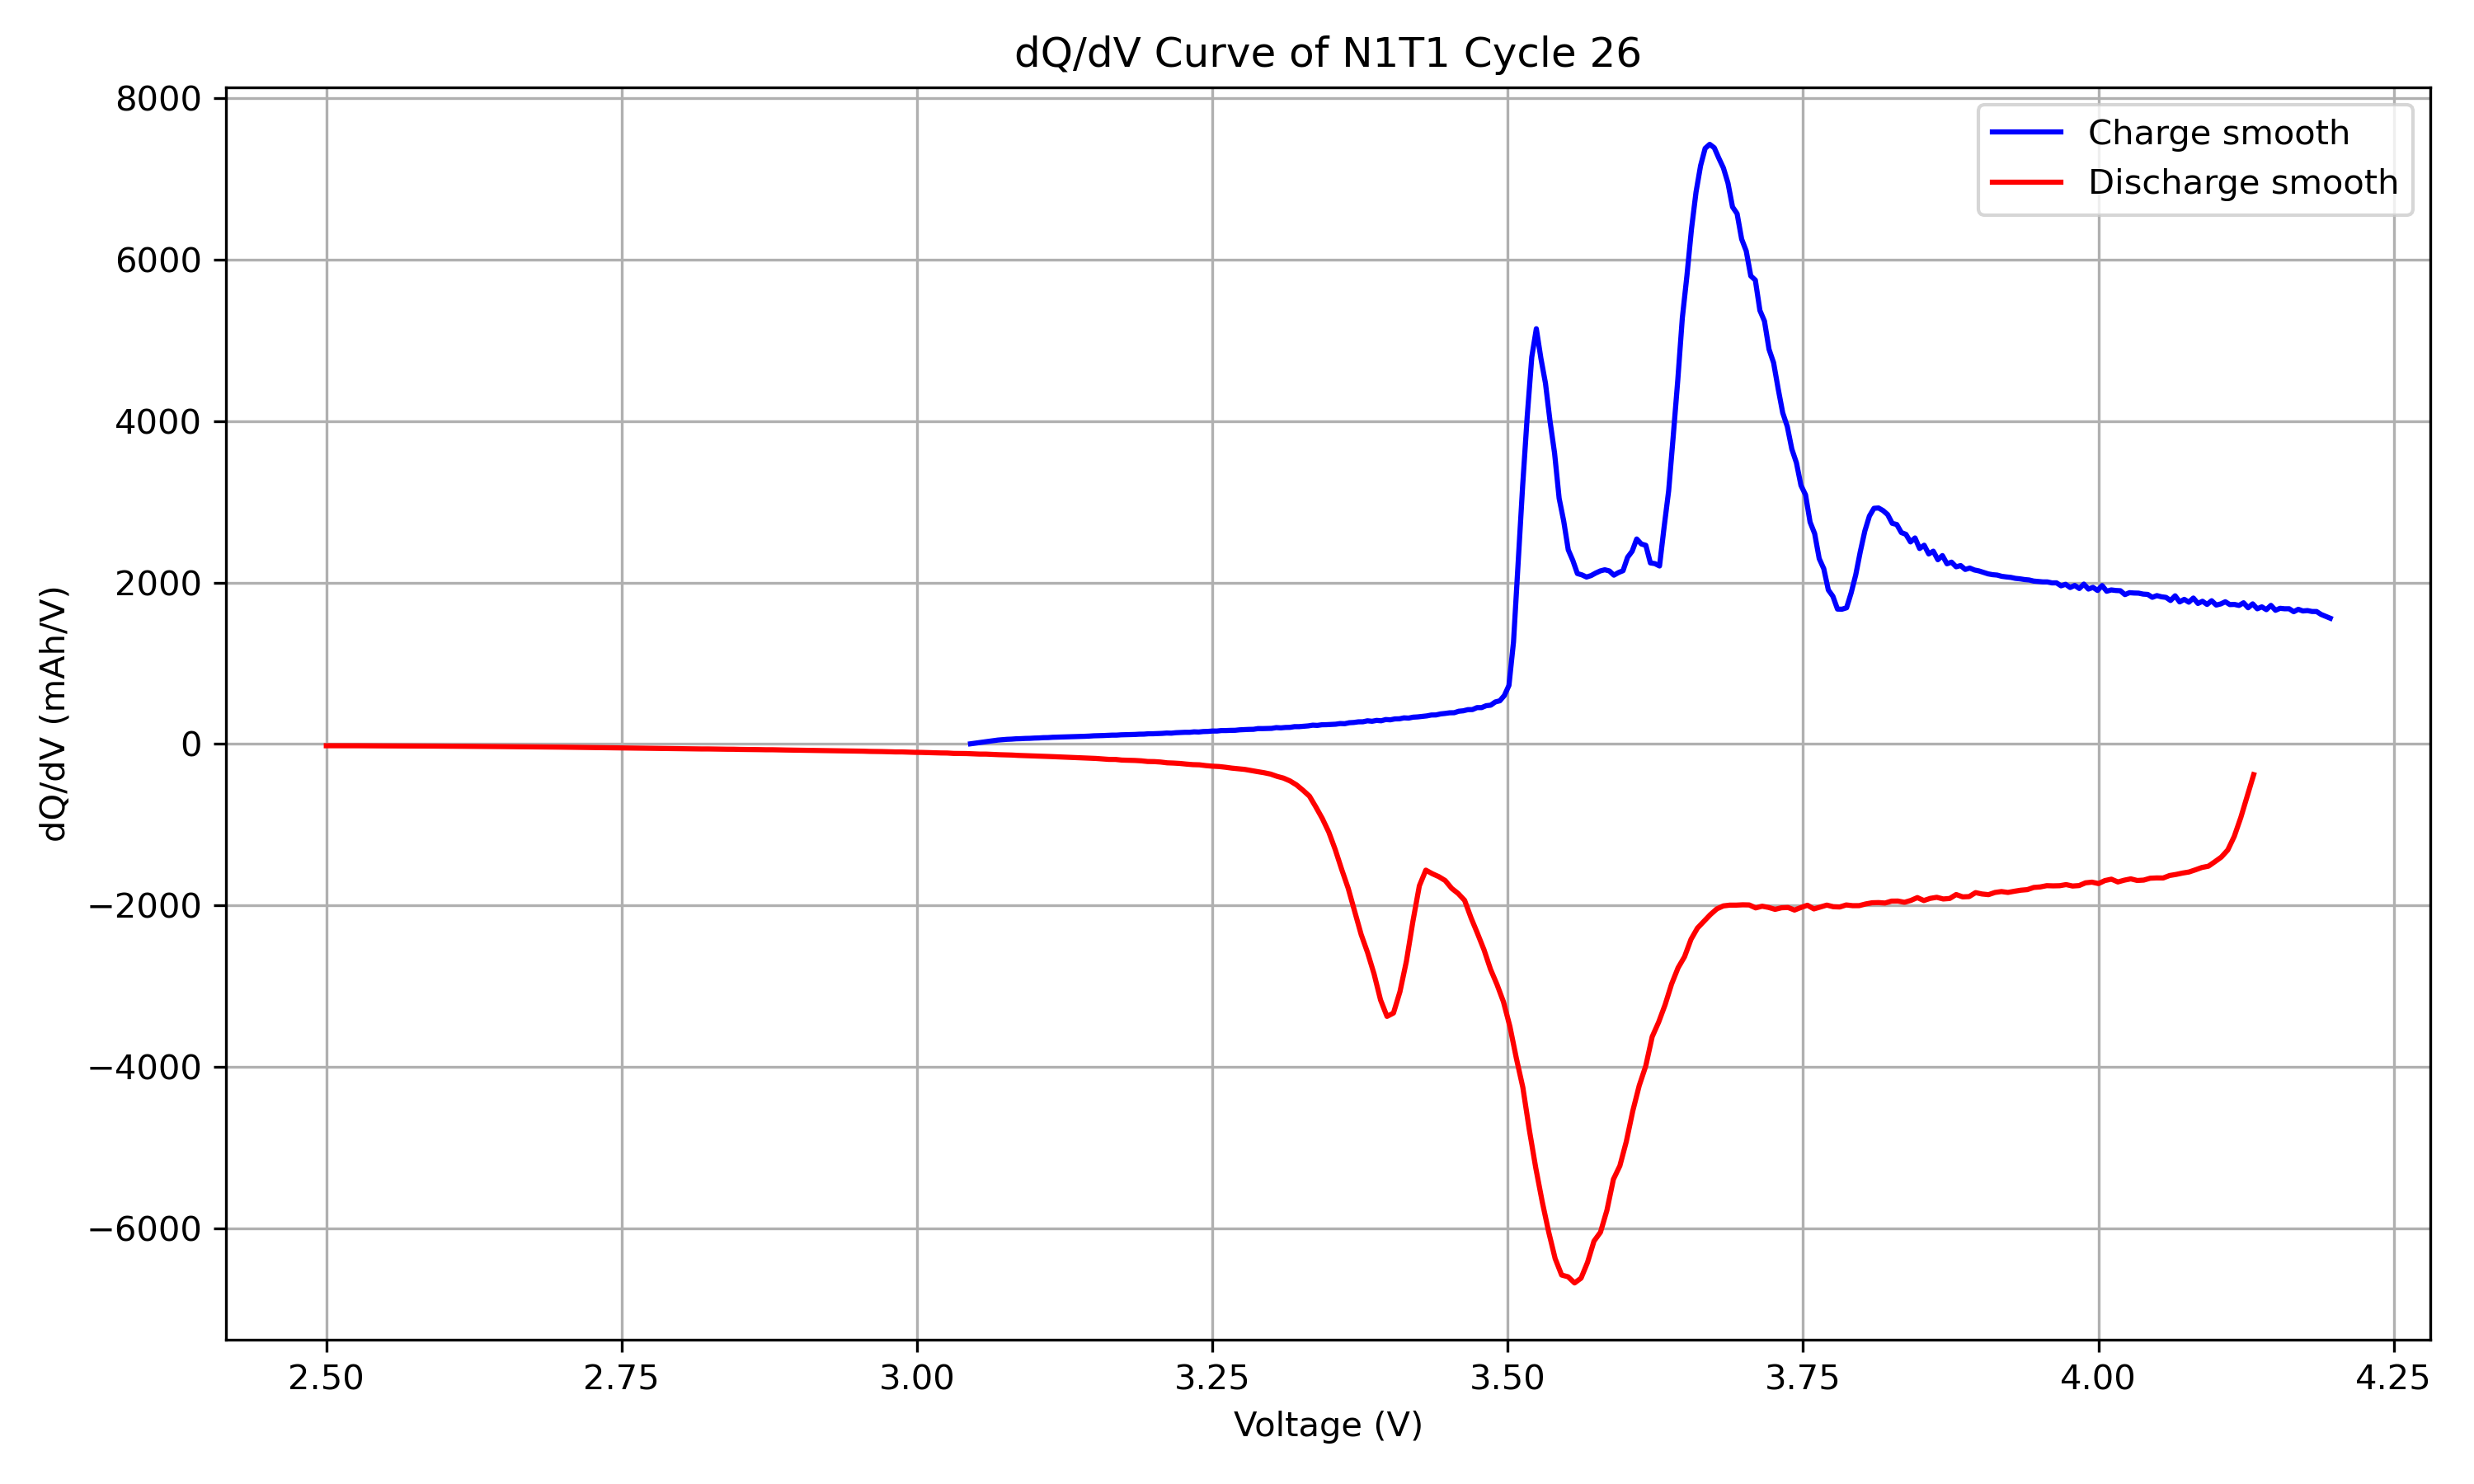 dQ/dV Curve of N1T1 Cycle 26
Charge smooth
Discharge smooth
dQ/dV (mAh/V)
8000
6000
4000
2000
0
−2000
−4000
−6000
2.50 2.75 3.00 3.25 3.50 3.75 4.00 4.25
Voltage (V)